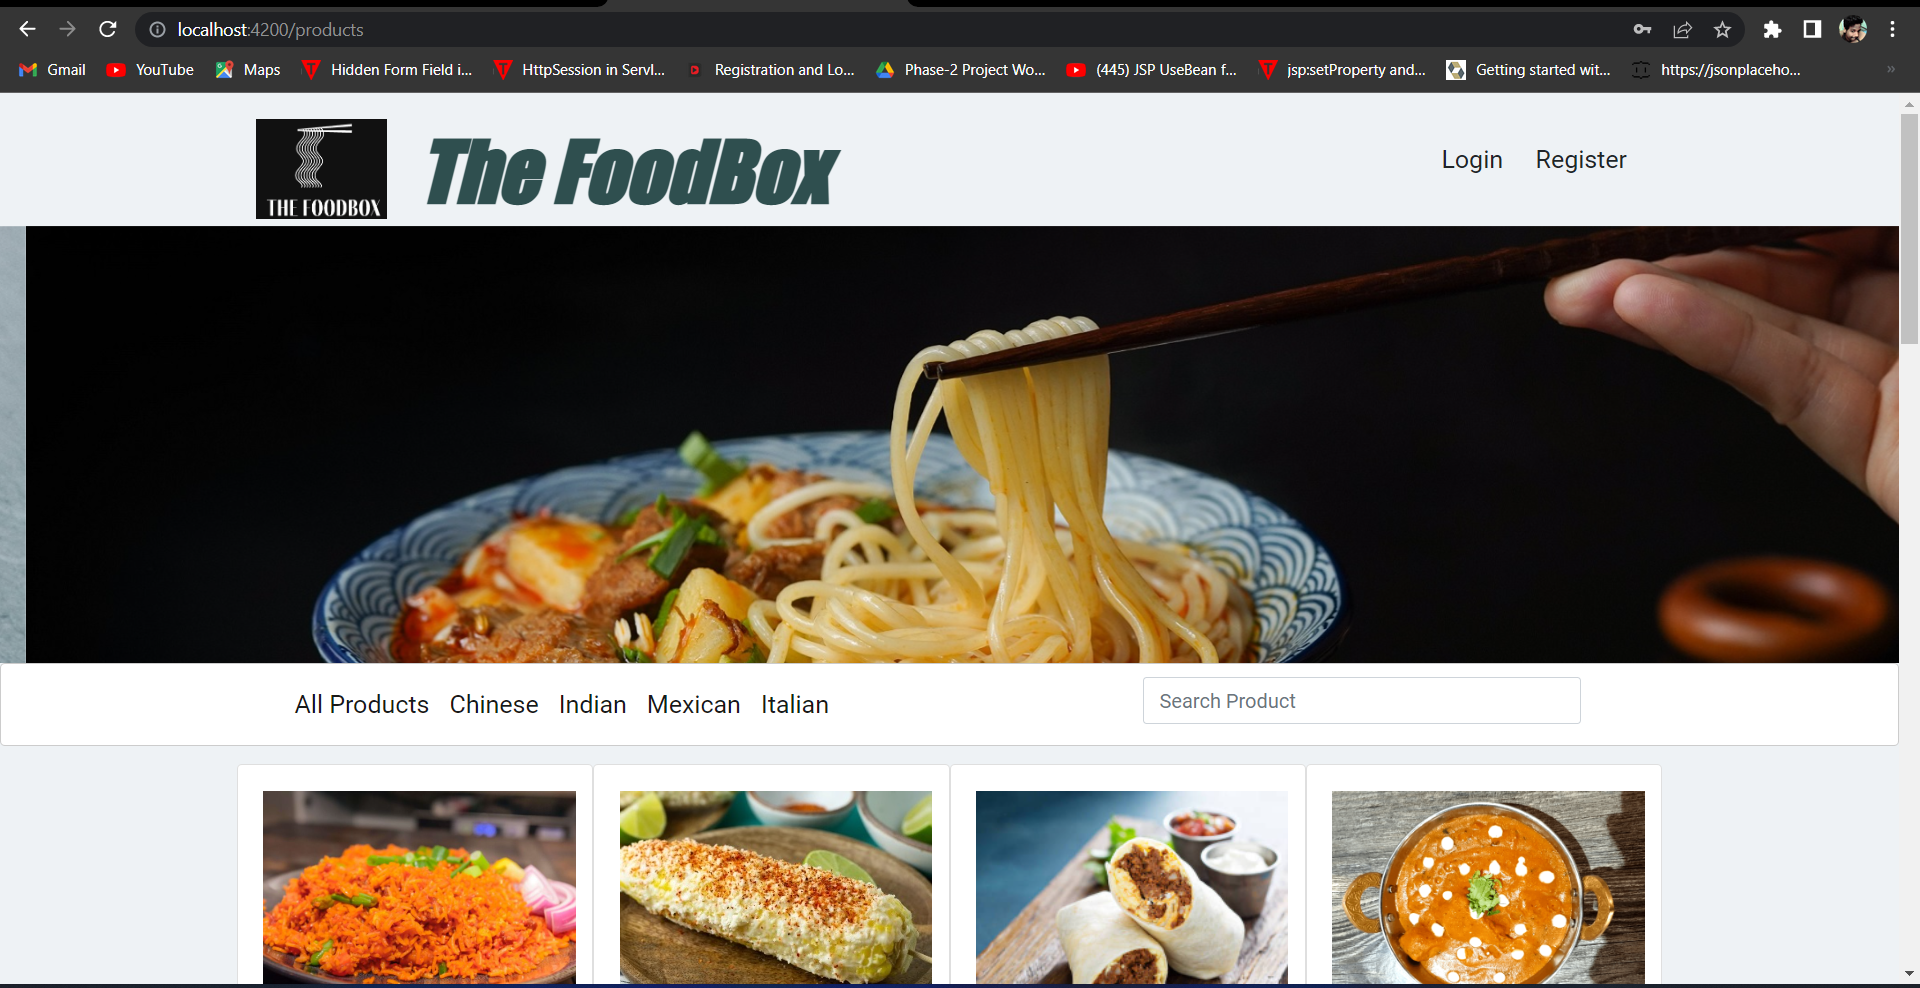 localhost:4200/products
Gmail YouTube Maps Hidden Form Field i... HttpSession in Servl... Registration and Lo... Phase-2 Project Wo... (445) JSP UseBean f... jsp:setProperty and... Getting started wit... https://jsonplaceho... »
THE FOODBOX
The FoodBox
Login Register
All Products Chinese Indian Mexican Italian
Search Product